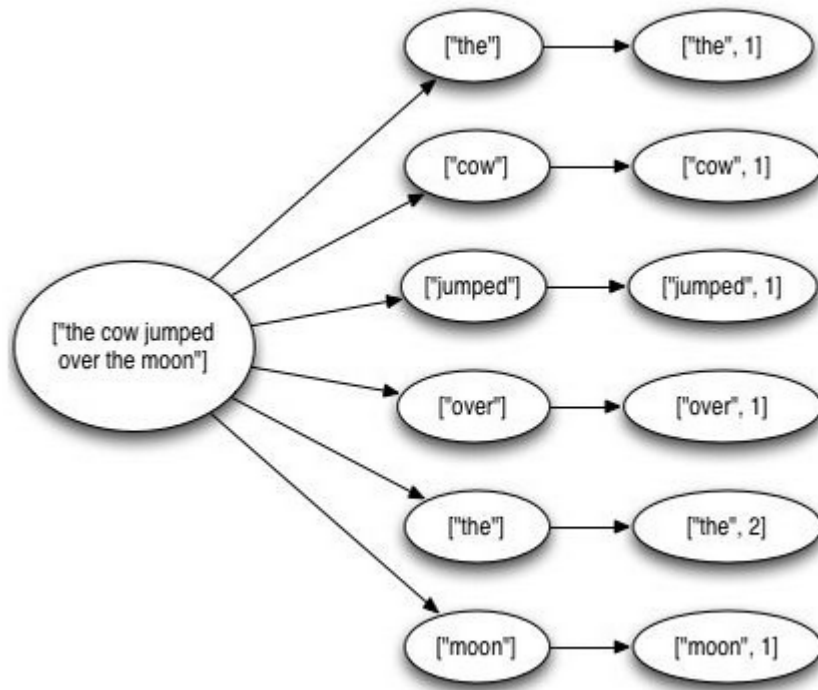 ["the"]
["the", 1]
["cow"]
["cow", 1]
["jumped"]
["jumped", 1]
["the cow jumped
over the moon"]
["over"]
["over", 1]
["the"]
["the", 2]
["moon"]
["moon", 1]